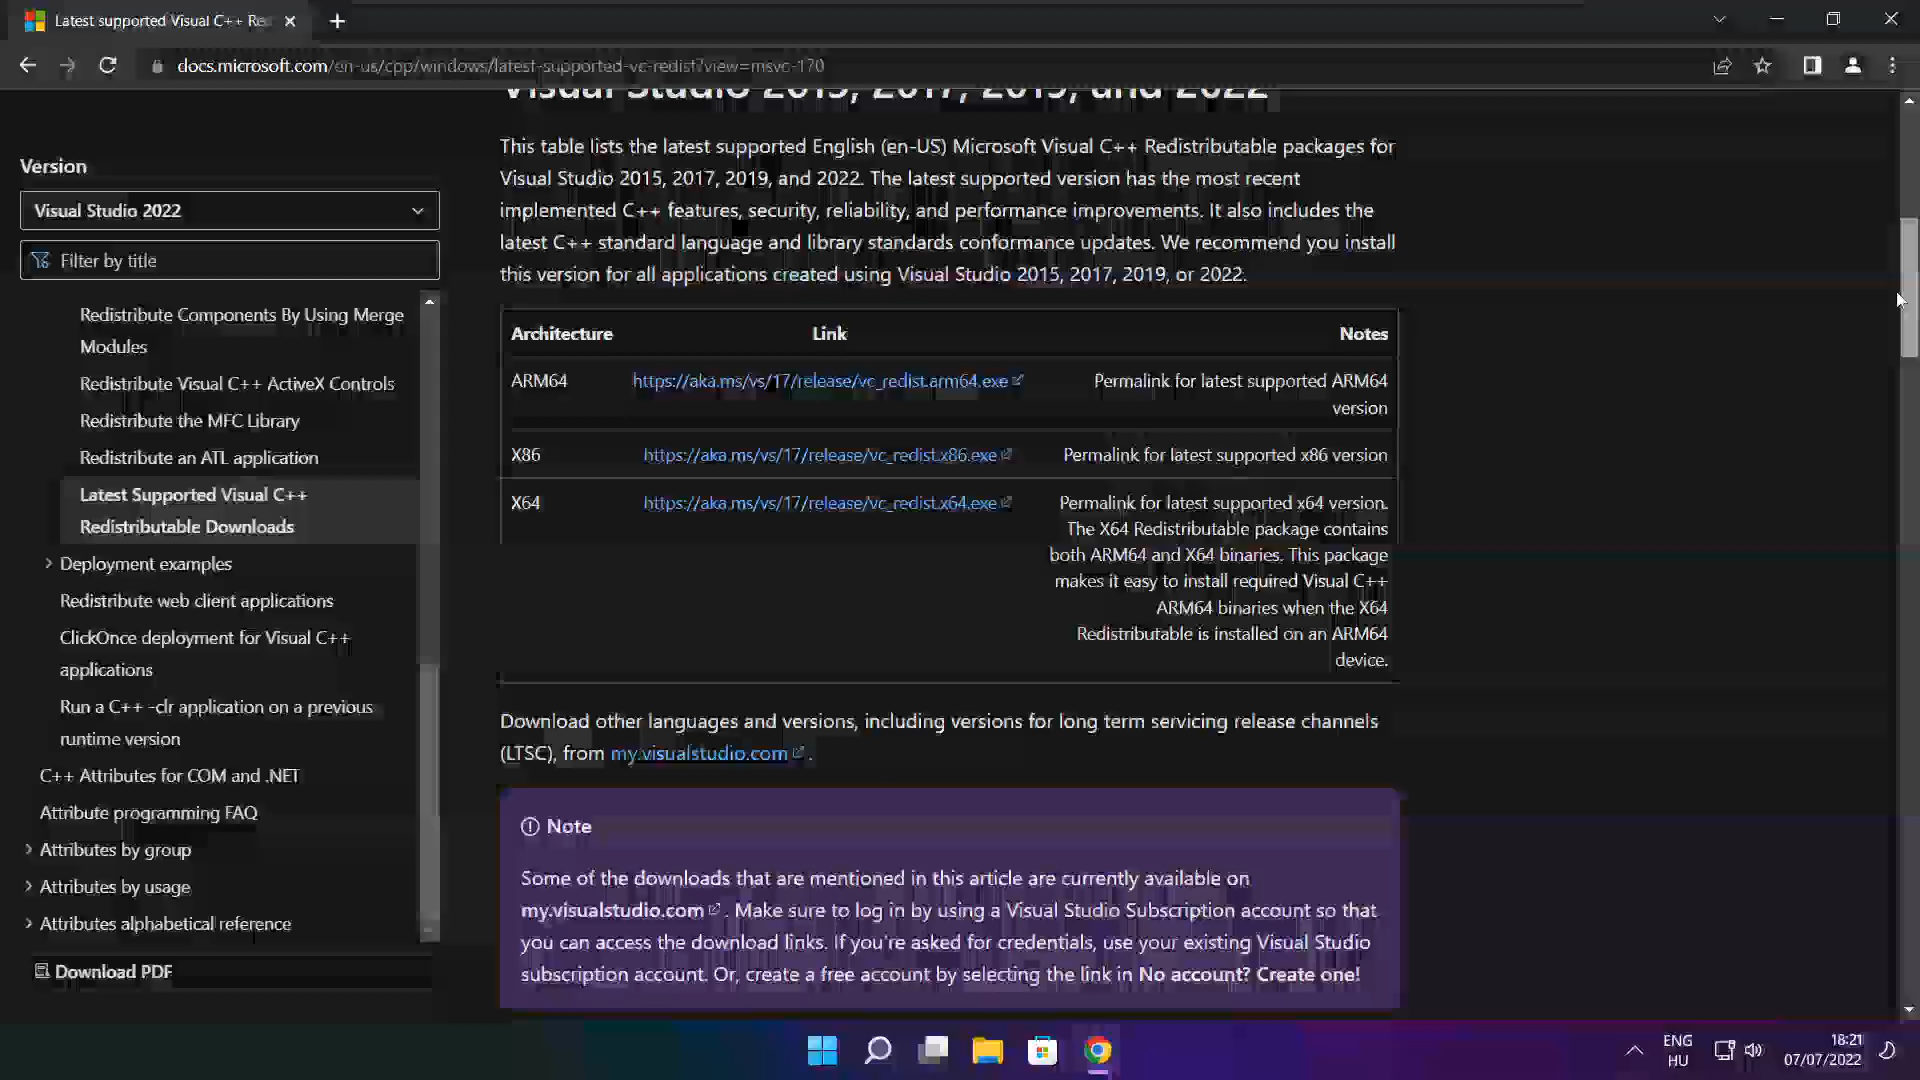 Latest supported Visual C++ Re
docs.microsoft.com/en-us/cpp/windows/latest-supported-vc-redist?view=msvc-170
Visual Studio 2015, 2017, 2019, and 2022
Version
Visual Studio 2022
Filter by title
Redistribute Components By Using Merge
Modules
Redistribute Visual C++ ActiveX Controls
Redistribute the MFC Library
Redistribute an ATL application
Latest Supported Visual C++
Redistributable Downloads
Deployment examples
Redistribute web client applications
ClickOnce deployment for Visual C++
applications
Run a C++ -clr application on a previous
runtime version
C++ Attributes for COM and .NET
Attribute programming FAQ
Attributes by group
Attributes by usage
Attributes alphabetical reference
Download PDF
This table lists the latest supported English (en-US) Microsoft Visual C++ Redistributable packages for
Visual Studio 2015, 2017, 2019, and 2022. The latest supported version has the most recent
implemented C++ features, security, reliability, and performance improvements. It also includes the
latest C++ standard language and library standards conformance updates. We recommend you install
this version for all applications created using Visual Studio 2015, 2017, 2019, or 2022.
Architecture Link Notes
ARM64 https://aka.ms/vs/17/release/vc_redist.arm64.exe Permalink for latest supported ARM64
version
X86 https://aka.ms/vs/17/release/vc_redist.x86.exe Permalink for latest supported x86 version
X64 https://aka.ms/vs/17/release/vc_redist.x64.exe Permalink for latest supported x64 version.
The X64 Redistributable package contains
both ARM64 and X64 binaries. This package
makes it easy to install required Visual C++
ARM64 binaries when the X64
Redistributable is installed on an ARM64
device.
Download other languages and versions, including versions for long term servicing release channels
(LTSC), from my.visualstudio.com .
Note
Some of the downloads that are mentioned in this article are currently available on
my.visualstudio.com . Make sure to log in by using a Visual Studio Subscription account so that
you can access the download links. If you're asked for credentials, use your existing Visual Studio
subscription account. Or, create a free account by selecting the link in No account? Create one!
ENG
HU
18:21
07/07/2022